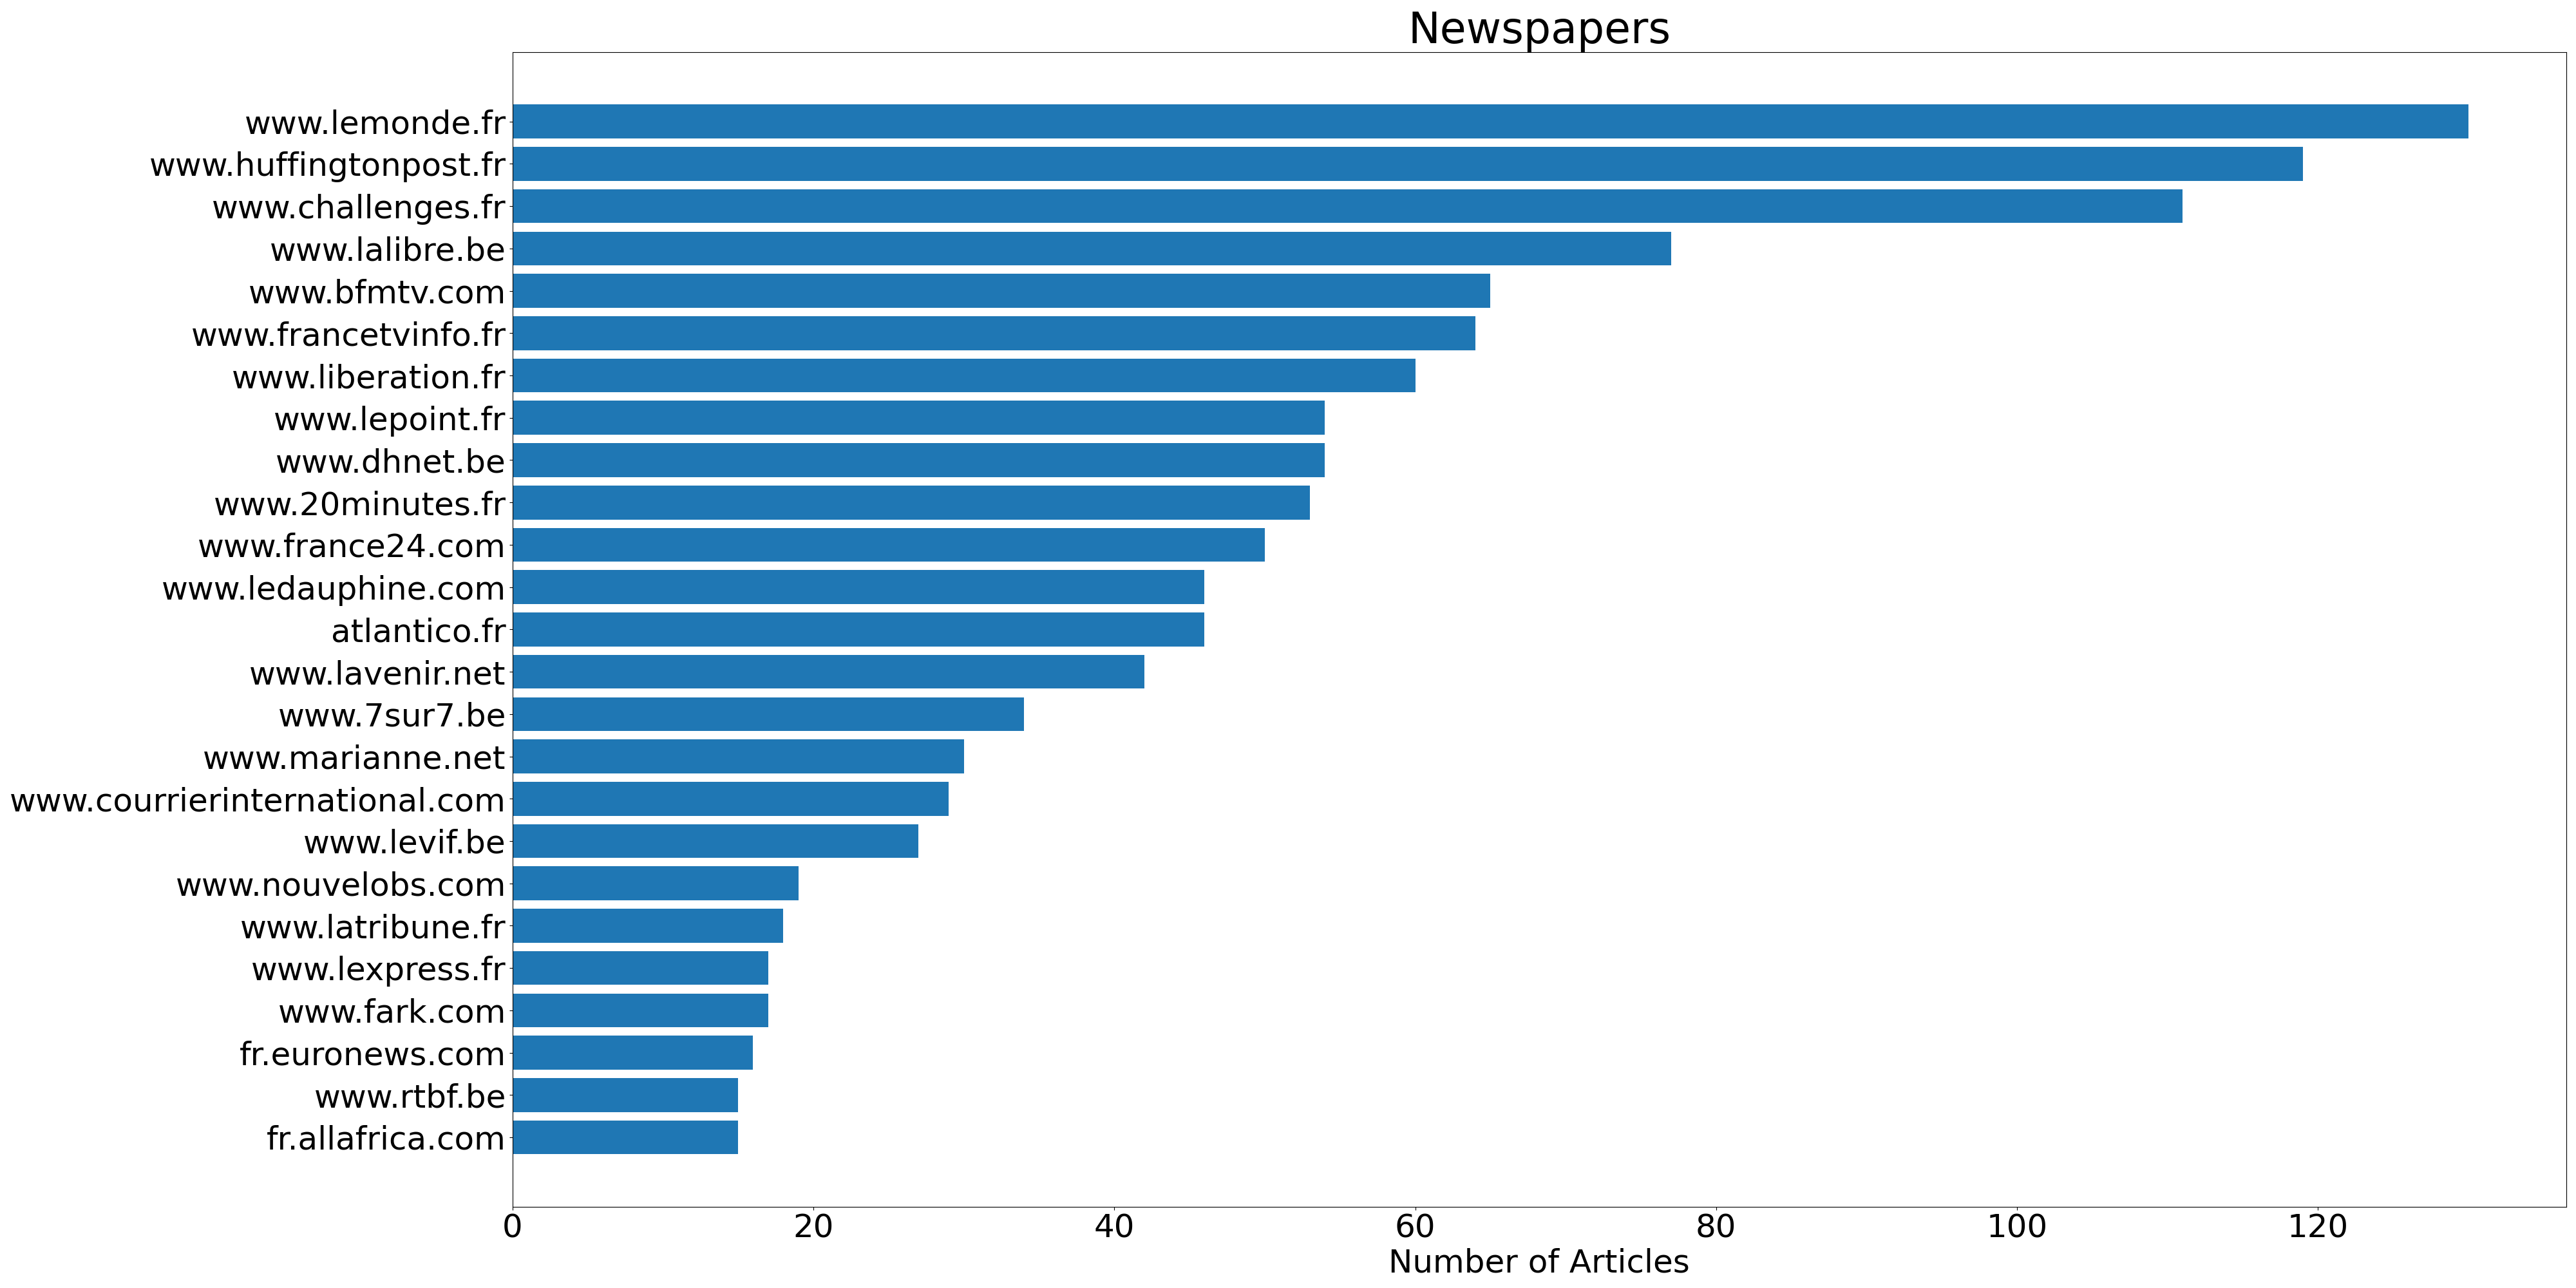 Newspapers
www.lemonde.fr
www.huffingtonpost.fr
www.challenges.fr
www.lalibre.be
www.bfmtv.com
www.francetvinfo.fr
www.liberation.fr
www.lepoint.fr
www.dhnet.be
www.20minutes.fr
www.france24.com
www.ledauphine.com
atlantico.fr
www.lavenir.net
www.7sur7.be
www.marianne.net
www.courrierinternational.com
www.levif.be
www.nouvelobs.com
www.latribune.fr
www.lexpress.fr
www.fark.com
fr.euronews.com
www.rtbf.be
fr.allafrica.com
0 20 40 60 80 100 120
Number of Articles